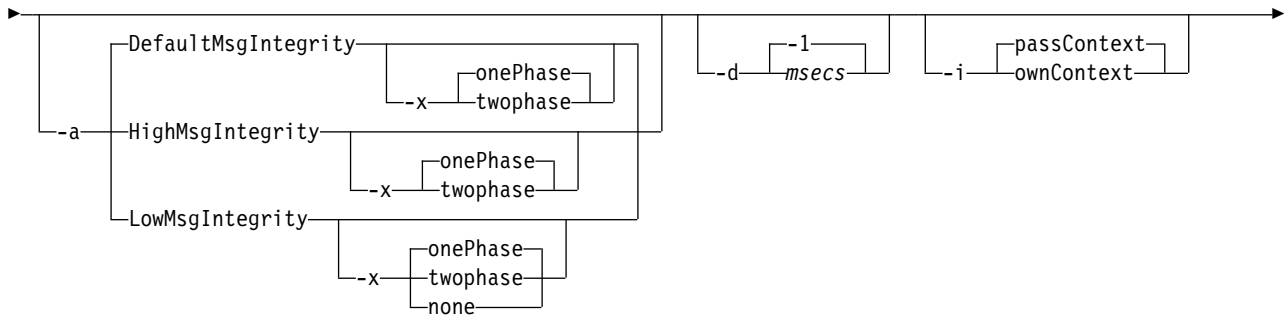 -a
DefaultMsgIntegrity
-x
onePhase
twophase
HighMsgIntegrity
-x
onePhase
twophase
LowMsgIntegrity
-x
onePhase
twophase
none
-d
-1
msecs
-i
passContext
ownContext